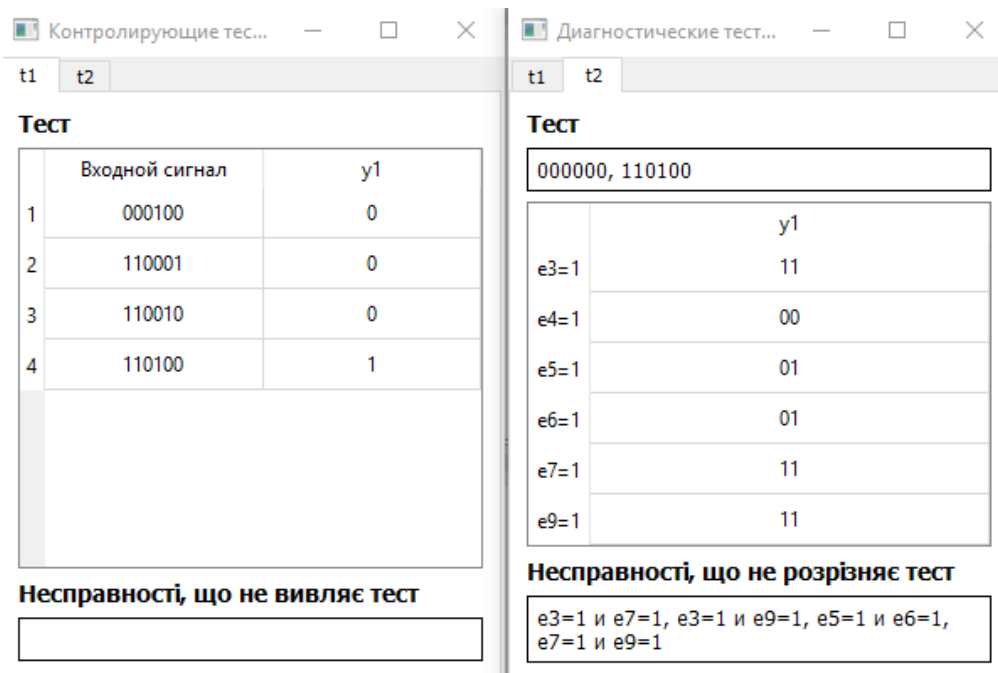 Контролирующие тес...
t1 t2
Тест
Входной сигнал y1
1 000100 0
2 110001 0
3 110010 0
4 110100 1
Несправності, що не вивляє тест
Диагностические тест...
t1 t2
Тест
000000, 110100
y1
e3=1 11
e4=1 00
e5=1 01
e6=1 01
e7=1 11
e9=1 11
Несправності, що не розрізняє тест
e3=1 и e7=1, e3=1 и e9=1, e5=1 и e6=1,
e7=1 и e9=1